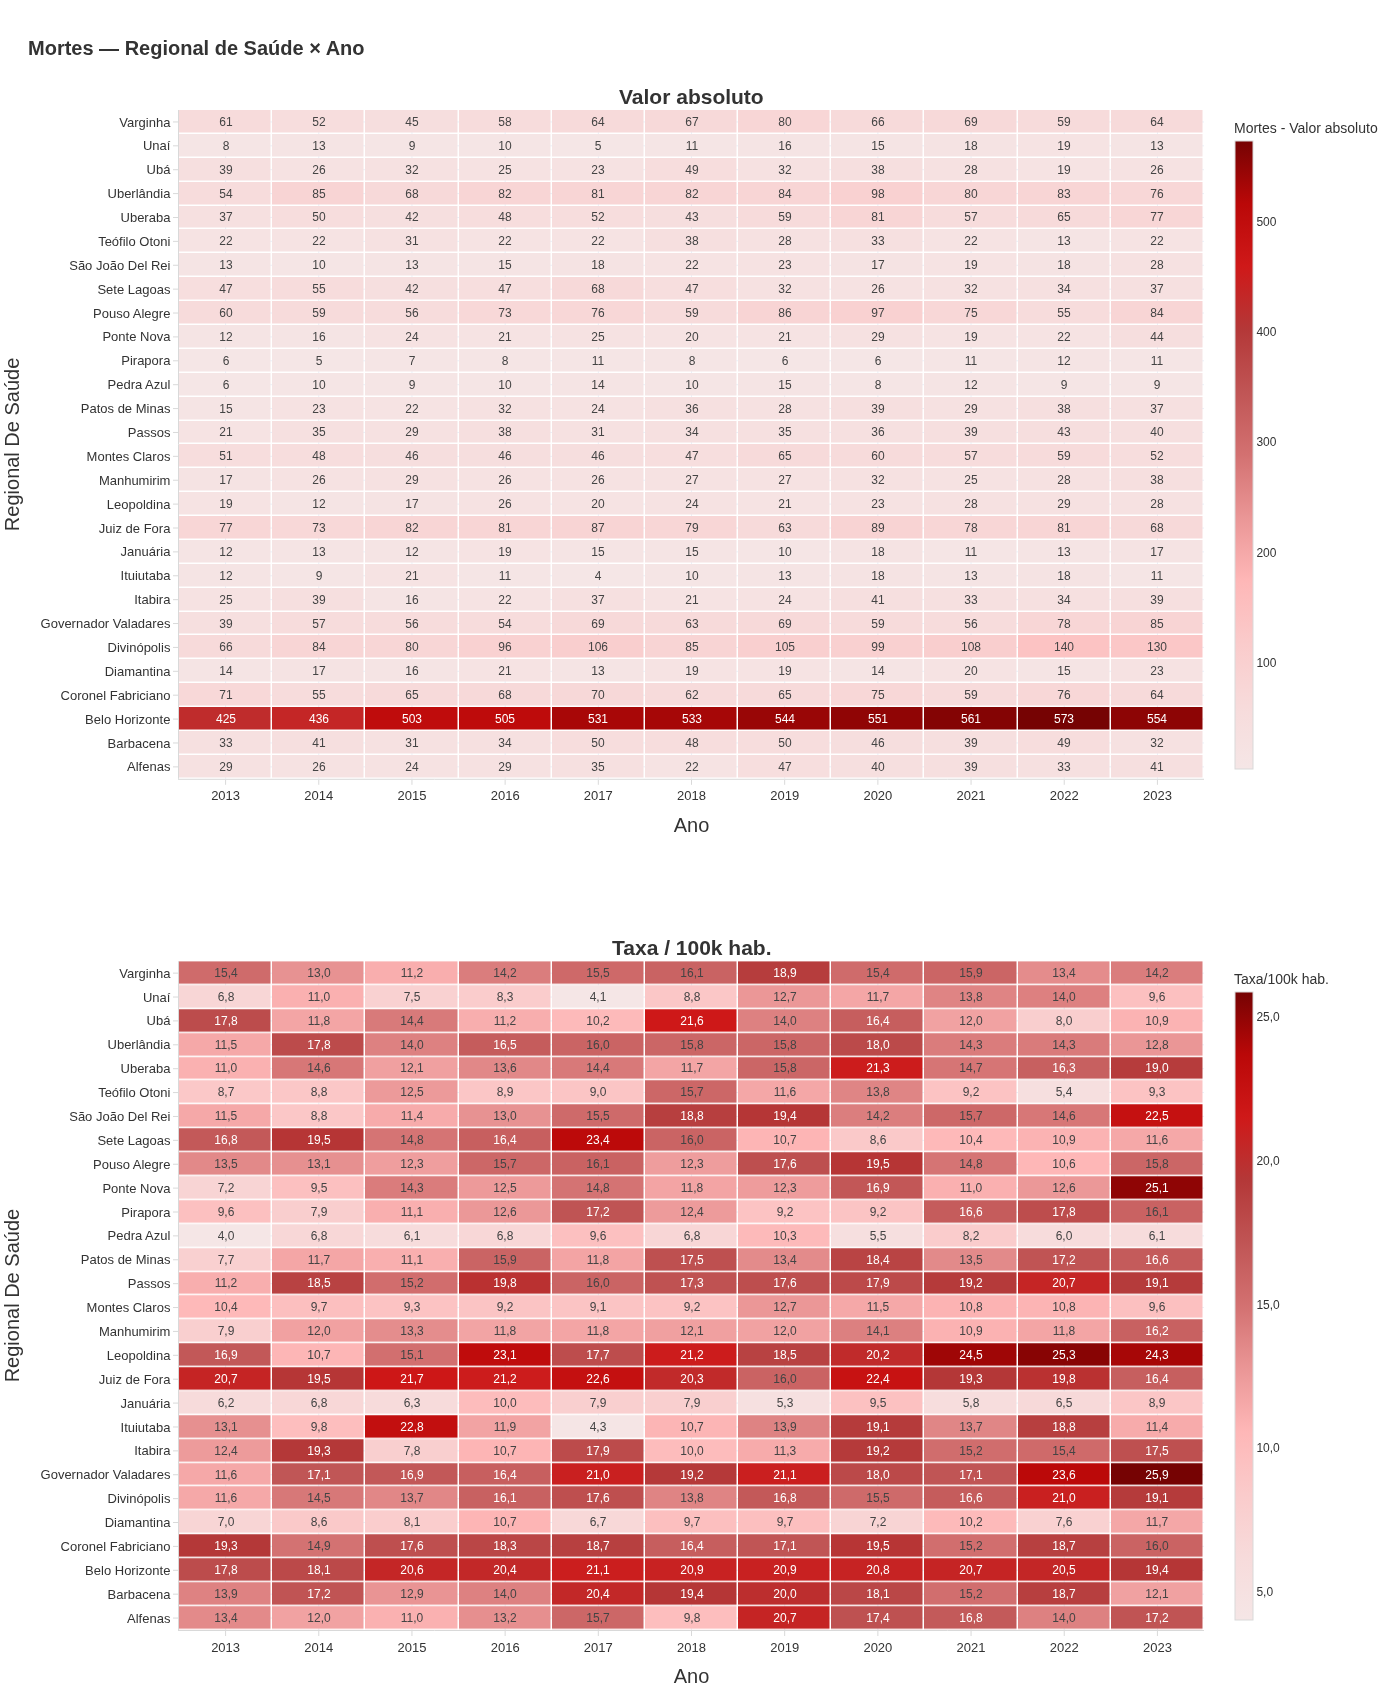 Mortes — Regional de Saúde × Ano
Valor absoluto
Mortes - Valor absoluto
Varginha 61 52 45 58 64 67 80 66 69 59 64
Unaí 8 13 9 10 5 11 16 15 18 19 13
Ubá 39 26 32 25 23 49 32 38 28 19 26
Uberlândia 54 85 68 82 81 82 84 98 80 83 76
Uberaba 37 50 42 48 52 43 59 81 57 65 77
500
Teófilo Otoni 22 22 31 22 22 38 28 33 22 13 22
São João Del Rei 13 10 13 15 18 22 23 17 19 18 28
Sete Lagoas 47 55 42 47 68 47 32 26 32 34 37
Pouso Alegre 60 59 56 73 76 59 86 97 75 55 84
400
Ponte Nova 12 16 24 21 25 20 21 29 19 22 44
Pirapora 6 5 7 8 11 8 6 6 11 12 11
Pedra Azul 6 10 9 10 14 10 15 8 12 9 9
Patos de Minas 15 23 22 32 24 36 28 39 29 38 37
Passos 21 35 29 38 31 34 35 36 39 43 40
300
Regional De Saúde
Montes Claros 51 48 46 46 46 47 65 60 57 59 52
Manhumirim 17 26 29 26 26 27 27 32 25 28 38
Leopoldina 19 12 17 26 20 24 21 23 28 29 28
Juiz de Fora 77 73 82 81 87 79 63 89 78 81 68
Januária 12 13 12 19 15 15 10 18 11 13 17
200
Ituiutaba 12 9 21 11 4 10 13 18 13 18 11
Itabira 25 39 16 22 37 21 24 41 33 34 39
Governador Valadares 39 57 56 54 69 63 69 59 56 78 85
Divinópolis 66 84 80 96 106 85 105 99 108 140 130
100
Diamantina 14 17 16 21 13 19 19 14 20 15 23
Coronel Fabriciano 71 55 65 68 70 62 65 75 59 76 64
Belo Horizonte 425 436 503 505 531 533 544 551 561 573 554
Barbacena 33 41 31 34 50 48 50 46 39 49 32
Alfenas 29 26 24 29 35 22 47 40 39 33 41
2013 2014 2015 2016 2017 2018 2019 2020 2021 2022 2023
Ano
Taxa / 100k hab.
Taxa/100k hab.
Varginha 15,4 13,0 11,2 14,2 15,5 16,1 18,9 15,4 15,9 13,4 14,2
Unaí 6,8 11,0 7,5 8,3 4,1 8,8 12,7 11,7 13,8 14,0 9,6
25,0
Ubá 17,8 11,8 14,4 11,2 10,2 21,6 14,0 16,4 12,0 8,0 10,9
Uberlândia 11,5 17,8 14,0 16,5 16,0 15,8 15,8 18,0 14,3 14,3 12,8
Uberaba 11,0 14,6 12,1 13,6 14,4 11,7 15,8 21,3 14,7 16,3 19,0
Teófilo Otoni 8,7 8,8 12,5 8,9 9,0 15,7 11,6 13,8 9,2 5,4 9,3
São João Del Rei 11,5 8,8 11,4 13,0 15,5 18,8 19,4 14,2 15,7 14,6 22,5
Sete Lagoas 16,8 19,5 14,8 16,4 23,4 16,0 10,7 8,6 10,4 10,9 11,6
Pouso Alegre 13,5 13,1 12,3 15,7 16,1 12,3 17,6 19,5 14,8 10,6 15,8
20,0
Ponte Nova 7,2 9,5 14,3 12,5 14,8 11,8 12,3 16,9 11,0 12,6 25,1
Pirapora 9,6 7,9 11,1 12,6 17,2 12,4 9,2 9,2 16,6 17,8 16,1
Pedra Azul 4,0 6,8 6,1 6,8 9,6 6,8 10,3 5,5 8,2 6,0 6,1
Patos de Minas 7,7 11,7 11,1 15,9 11,8 17,5 13,4 18,4 13,5 17,2 16,6
Passos 11,2 18,5 15,2 19,8 16,0 17,3 17,6 17,9 19,2 20,7 19,1
Regional De Saúde
Montes Claros 10,4 9,7 9,3 9,2 9,1 9,2 12,7 11,5 10,8 10,8 9,6
15,0
Manhumirim 7,9 12,0 13,3 11,8 11,8 12,1 12,0 14,1 10,9 11,8 16,2
Leopoldina 16,9 10,7 15,1 23,1 17,7 21,2 18,5 20,2 24,5 25,3 24,3
Juiz de Fora 20,7 19,5 21,7 21,2 22,6 20,3 16,0 22,4 19,3 19,8 16,4
Januária 6,2 6,8 6,3 10,0 7,9 7,9 5,3 9,5 5,8 6,5 8,9
Ituiutaba 13,1 9,8 22,8 11,9 4,3 10,7 13,9 19,1 13,7 18,8 11,4
Itabira 12,4 19,3 7,8 10,7 17,9 10,0 11,3 19,2 15,2 15,4 17,5
10,0
Governador Valadares 11,6 17,1 16,9 16,4 21,0 19,2 21,1 18,0 17,1 23,6 25,9
Divinópolis 11,6 14,5 13,7 16,1 17,6 13,8 16,8 15,5 16,6 21,0 19,1
Diamantina 7,0 8,6 8,1 10,7 6,7 9,7 9,7 7,2 10,2 7,6 11,7
Coronel Fabriciano 19,3 14,9 17,6 18,3 18,7 16,4 17,1 19,5 15,2 18,7 16,0
Belo Horizonte 17,8 18,1 20,6 20,4 21,1 20,9 20,9 20,8 20,7 20,5 19,4
Barbacena 13,9 17,2 12,9 14,0 20,4 19,4 20,0 18,1 15,2 18,7 12,1
5,0
Alfenas 13,4 12,0 11,0 13,2 15,7 9,8 20,7 17,4 16,8 14,0 17,2
2013 2014 2015 2016 2017 2018 2019 2020 2021 2022 2023
Ano